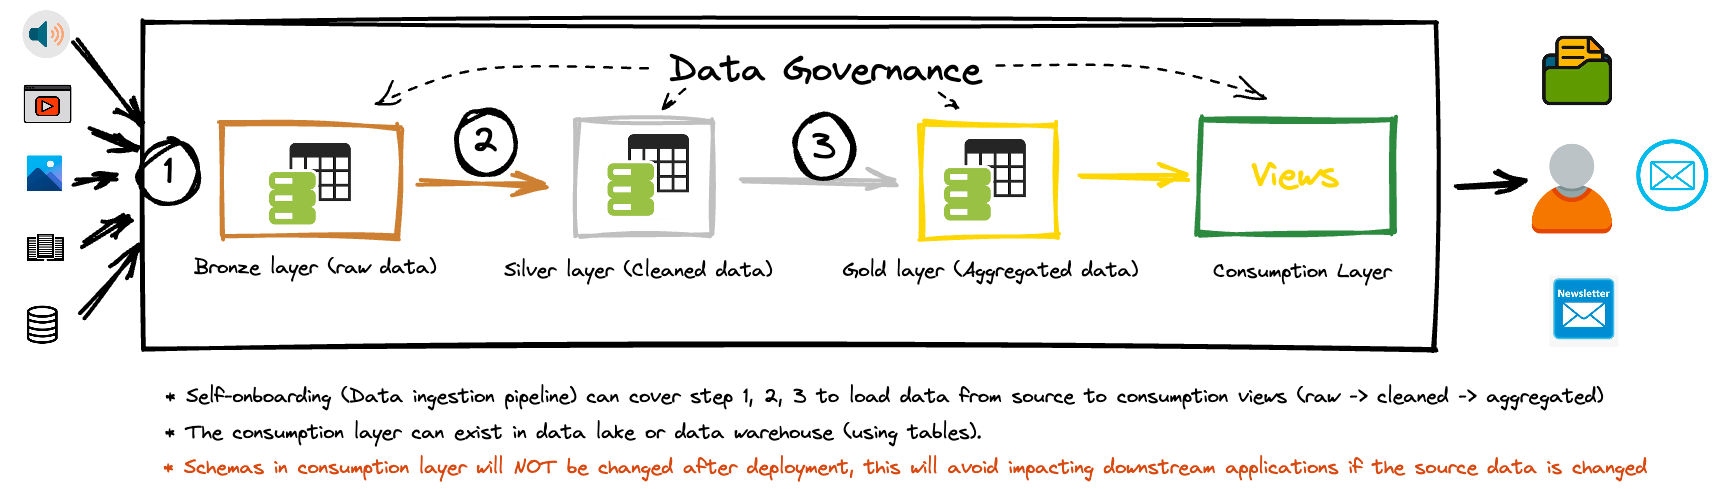 Data Governance
1
2
3
Views
Bronze layer (raw data)
Silver layer (Cleaned data)
Gold layer (Aggregated data)
Consumption Layer
Newsletter
* Self-onboarding (Data ingestion pipeline) can cover step 1, 2, 3 to load data from source to consumption views (raw -> cleaned -> aggregated)
* The consumption layer can exist in data lake or data warehouse (using tables).
* Schemas in consumption layer will NOT be changed after deployment, this will avoid impacting downstream applications if the source data is changed